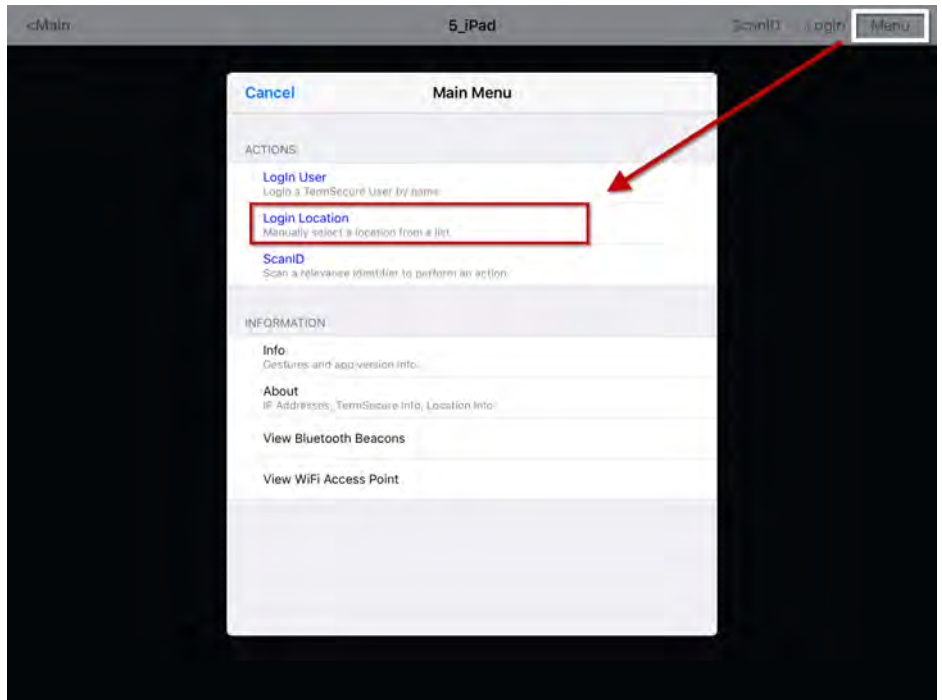 <Main 5_iPad ScanID Login Menu
Cancel Main Menu
ACTIONS
LogIn User
Login a TermSecure User by name
Login Location
Manually select a location from a list
ScanID
Scan a relevance identifier to perform an action
INFORMATION
Info
Gestures and app version info.
About
IP Addresses, TermSecure Info, Location Info
View Bluetooth Beacons
View WiFi Access Point